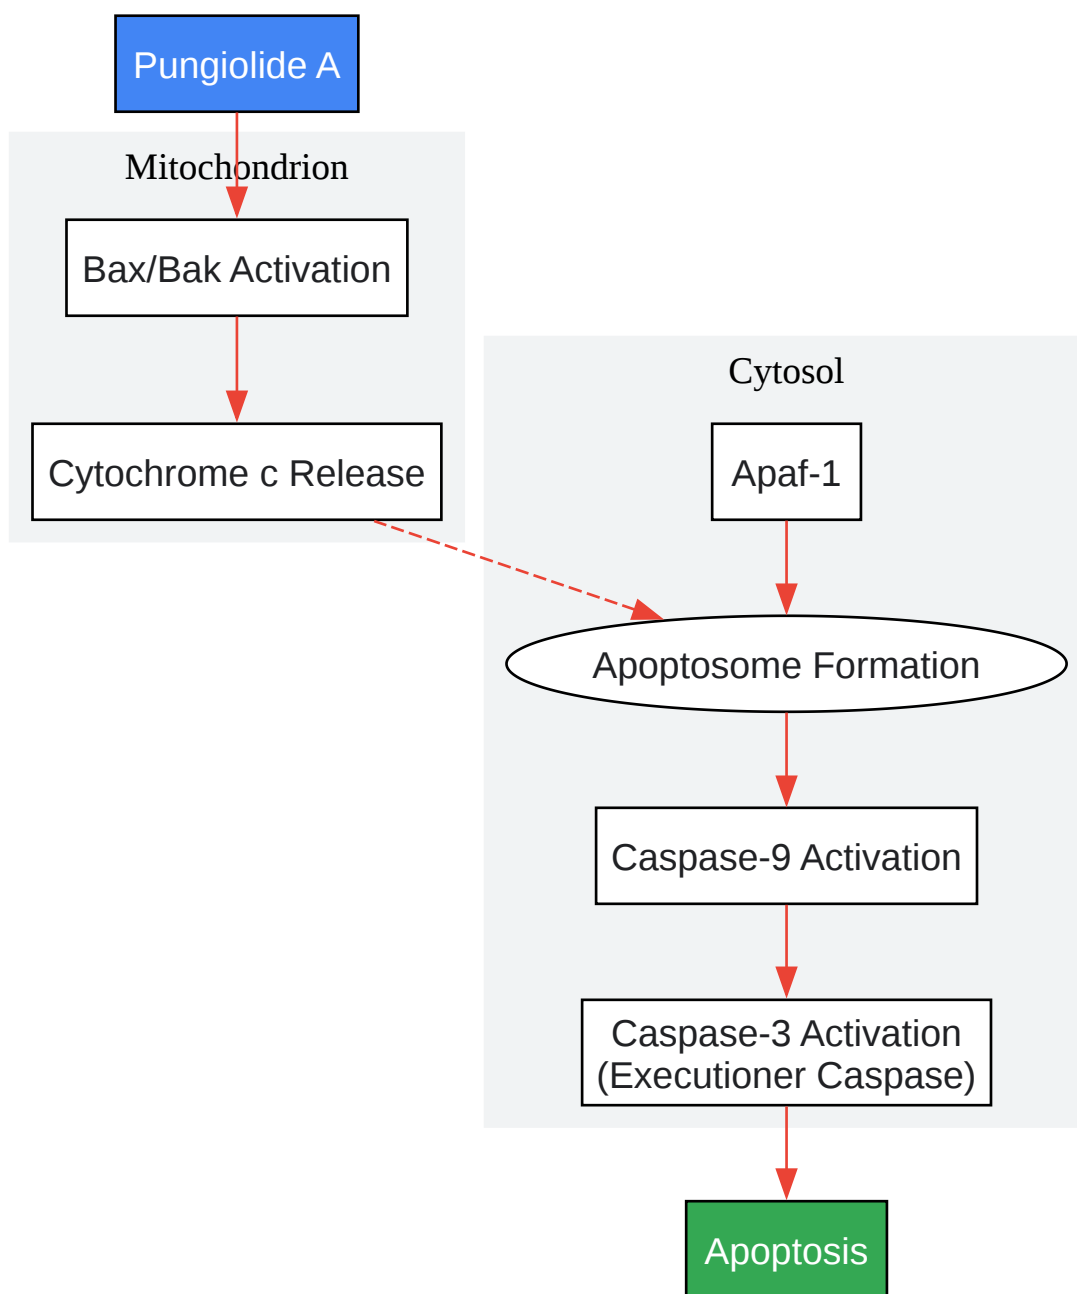 Pungiolide A
Mitochondrion
Bax/Bak Activation
Cytochrome c Release
Cytosol
Apaf-1
Apoptosome Formation
Caspase-9 Activation
Caspase-3 Activation
(Executioner Caspase)
Apoptosis